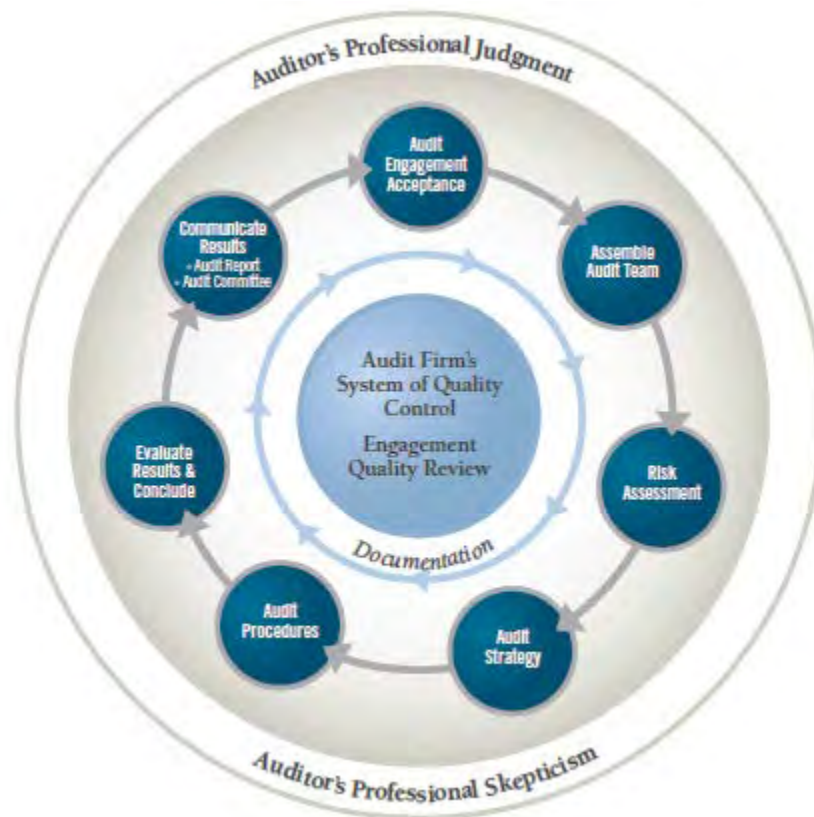 Auditor's Professional Judgment
Audit
Engagement
Acceptance
Assemble
Audit Team
Risk
Assessment
Audit
Strategy
Audit
Procedures
Evaluate
Results &
Conclude
Communicate
Results
• Audit Report
• Audit Committee
Audit Firm's
System of Quality
Control
Engagement
Quality Review
Documentation
Auditor's Professional Skepticism